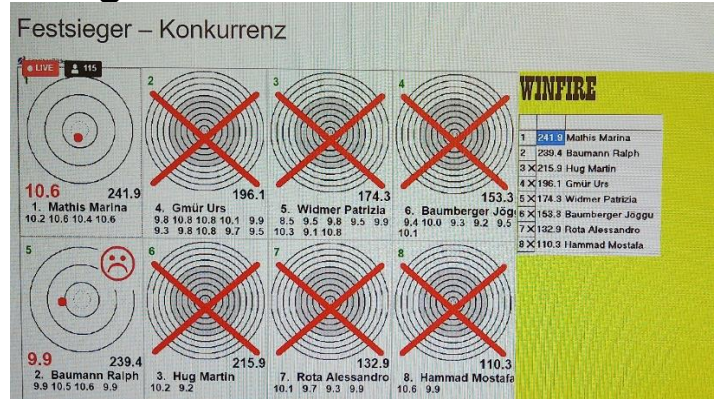 Festsieger – Konkurrenz
LIVE 115
1
10.6 241.9
1. Mathis Marina
10.2 10.6 10.4 10.6
2
196.1
4. Gmür Urs
9.8 10.8 10.8 10.1 9.9
9.3 9.8 10.8 9.7 9.5
3
174.3
5. Widmer Patrizia
8.5 9.5 9.8 9.5 9.9
10.3 9.1 10.8
4
153.3
6. Baumberger Jögg
9.4 10.0 9.3 9.2 9.5
10.1
5
9.9 239.4
2. Baumann Ralph
9.9 10.5 10.6 9.9
6
215.9
3. Hug Martin
10.2 9.2
7
132.9
7. Rota Alessandro
10.1 9.7 9.3 9.9
8
110.3
8. Hammad Mostafa
10.6 9.9
WINFIRE
1 241.9 Mathis Marina
2 239.4 Baumann Ralph
3 X 215.9 Hug Martin
4 X 196.1 Gmür Urs
5 X 174.3 Widmer Patrizia
6 X 153.3 Baumberger Jöggu
7 X 132.9 Rota Alessandro
8 X 110.3 Hammad Mostafa